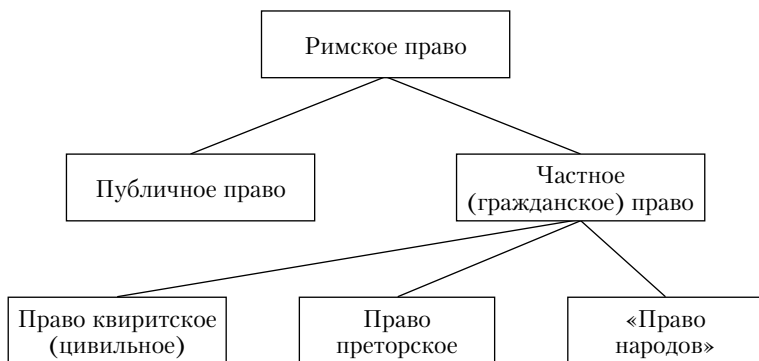 Римское право
Публичное право
Частное
(гражданское) право
Право квиритское
(цивильное)
Право
преторское
«Право
народов»